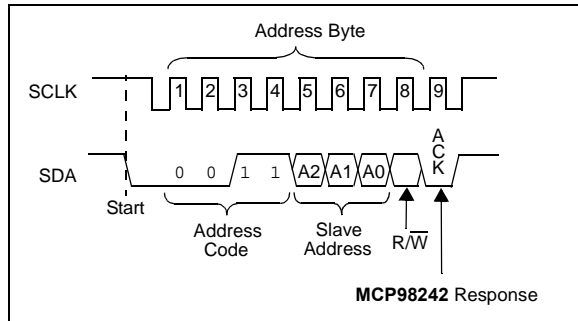 Address Byte
SCLK
1 2 3 4 5 6 7 8 9
SDA
0 0 1 1 A2 A1 A0
ACK
Start
Address
Code
Slave
Address
R/W̅
MCP98242 Response